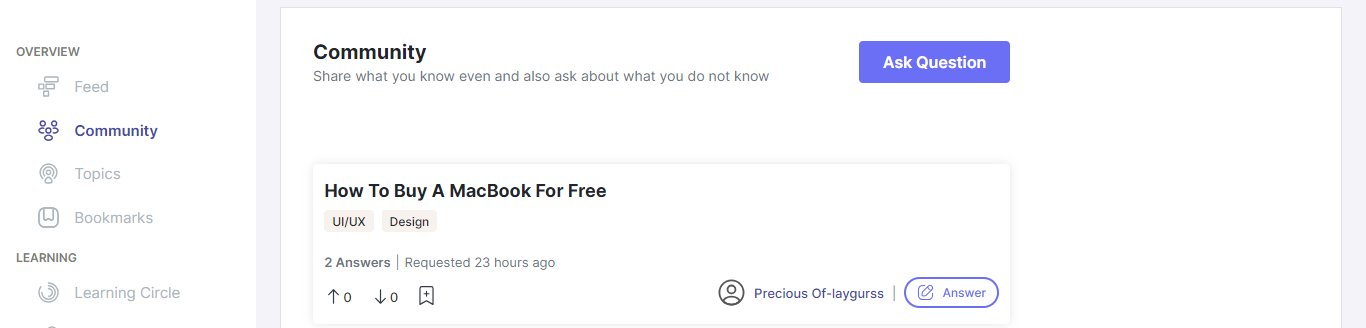 OVERVIEW
Feed
Community
Topics
Bookmarks
LEARNING
Learning Circle
Community
Share what you know even and also ask about what you do not know
Ask Question
How To Buy A MacBook For Free
UI/UX Design
2 Answers | Requested 23 hours ago
0 0
Precious Of-laygurss | Answer